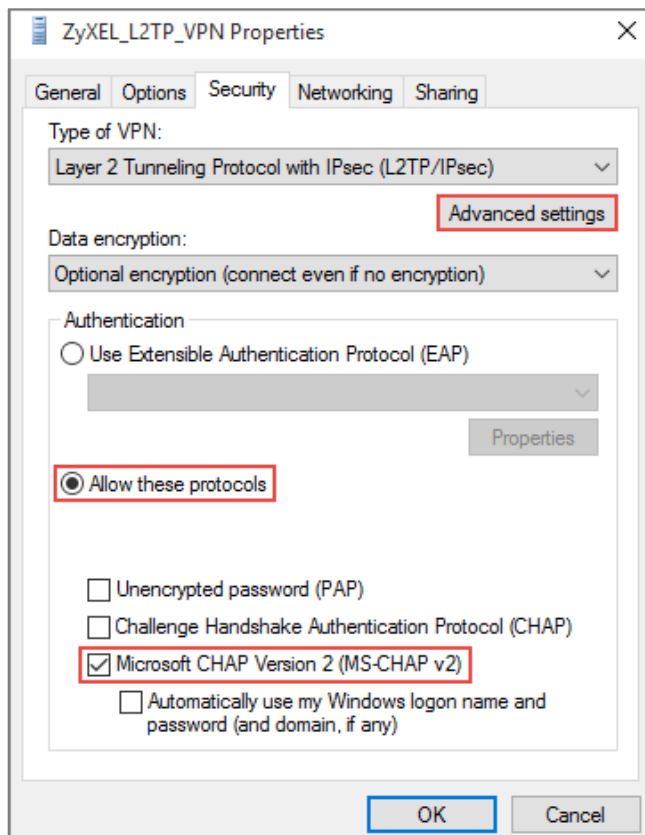 ZyXEL_L2TP_VPN Properties
General Options Security Networking Sharing
Type of VPN:
Layer 2 Tunneling Protocol with IPsec (L2TP/IPsec)
Advanced settings
Data encryption:
Optional encryption (connect even if no encryption)
Authentication
Use Extensible Authentication Protocol (EAP)
Properties
Allow these protocols
Unencrypted password (PAP)
Challenge Handshake Authentication Protocol (CHAP)
Microsoft CHAP Version 2 (MS-CHAP v2)
Automatically use my Windows logon name and
password (and domain, if any)
OK Cancel